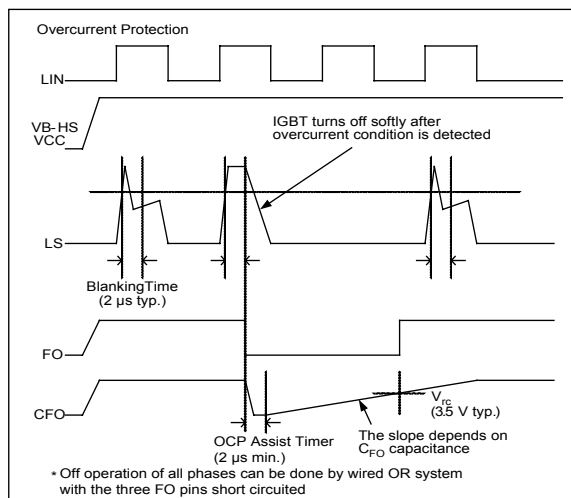 Overcurrent Protection
LIN
VB-HS
VCC
IGBT turns off softly after
overcurrent condition is detected
LS
BlankingTime
(2 µs typ.)
FO
CFO
Vrc
(3.5 V typ.)
OCP Assist Timer
(2 µs min.)
The slope depends on
CFO capacitance
* Off operation of all phases can be done by wired OR system
with the three FO pins short circuited